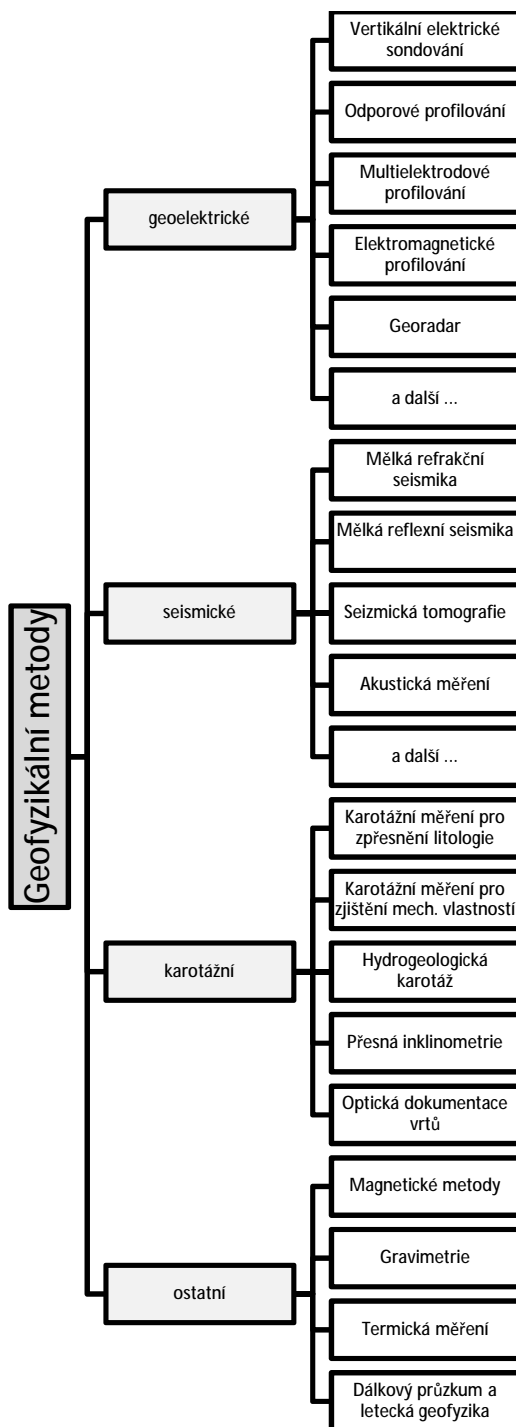 Geofyzikální metody
geoelektrické
Vertikální elektrické
sondování
Odporové profilování
Multielektrodové
profilování
Elektromagnetické
profilování
Georadar
a další ...
seismické
Mělká refrakční
seismika
Mělká reflexní seismika
Seizmická tomografie
Akustická měření
a další ...
karotážní
Karotážní měření pro
zpřesnění litologie
Karotážní měření pro
zjištění mech. vlastností
Hydrogeologická
karotáž
Přesná inklinometrie
Optická dokumentace
vrtů
ostatní
Magnetické metody
Gravimetrie
Termická měření
Dálkový průzkum a
letecká geofyzika